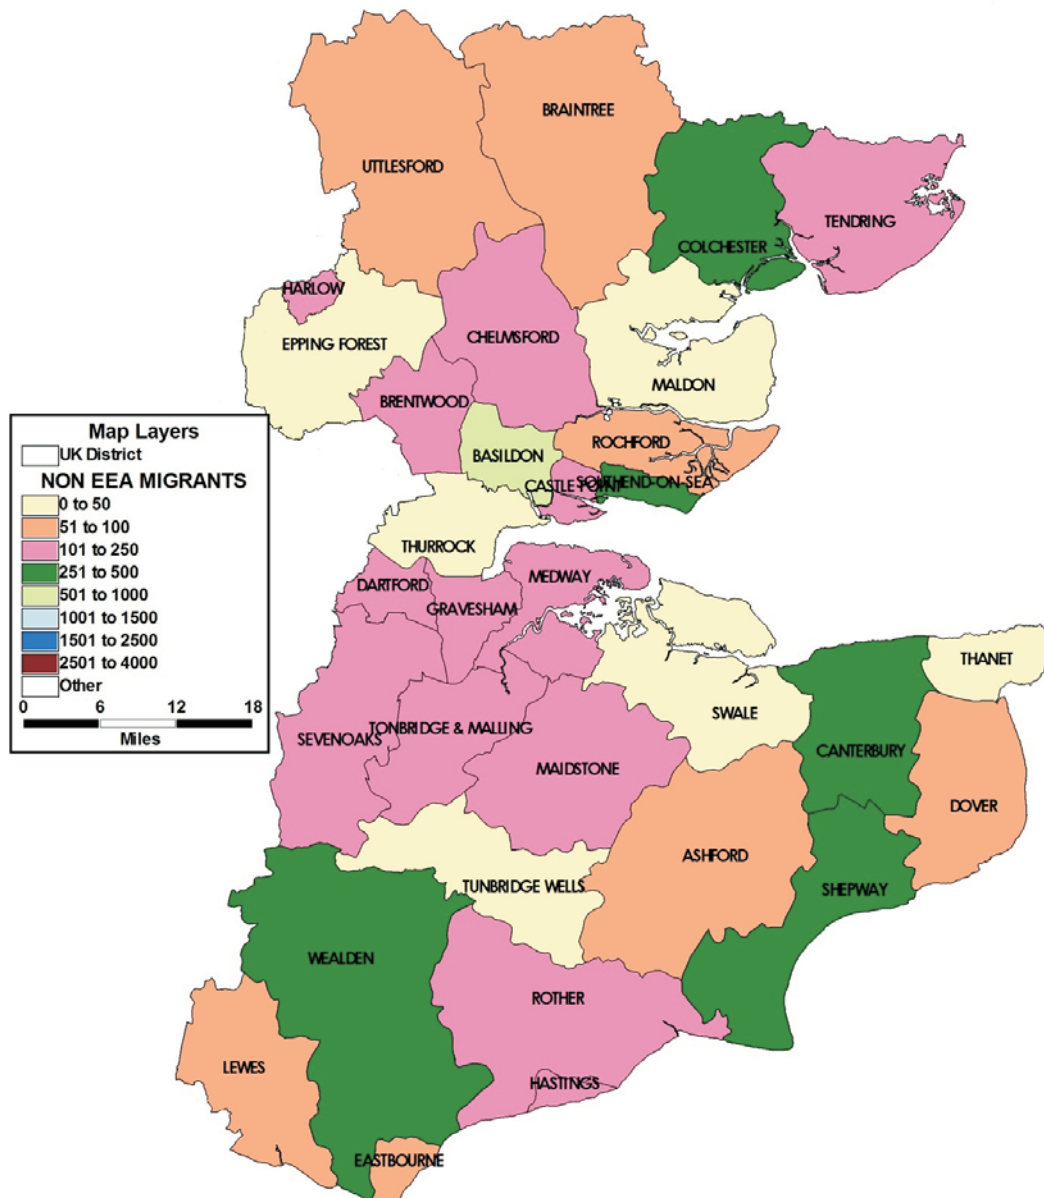 BRAINTREE
UTTLESFORD
TENDRING
COLCHESTER
HARLOW
CHELMSFORD
EPPING FOREST
MALDON
BRENTWOOD
ROCHFORD
BASILDON
CASTLE POINT
SOUTHEND-ON-SEA
THURROCK
Map Layers
UK District
NON EEA MIGRANTS
0 to 50
51 to 100
101 to 250
251 to 500
501 to 1000
1001 to 1500
1501 to 2500
2501 to 4000
Other
0 6 12 18
Miles
DARTFORD
MEDWAY
GRAVESHAM
THANET
SWALE
SEVENOAKS
TONBRIDGE & MALLING
CANTERBURY
MAIDSTONE
DOVER
ASHFORD
TUNBRIDGE WELLS
SHEPWAY
WEALDEN
ROTHER
LEWES
HASTINGS
EASTBOURNE